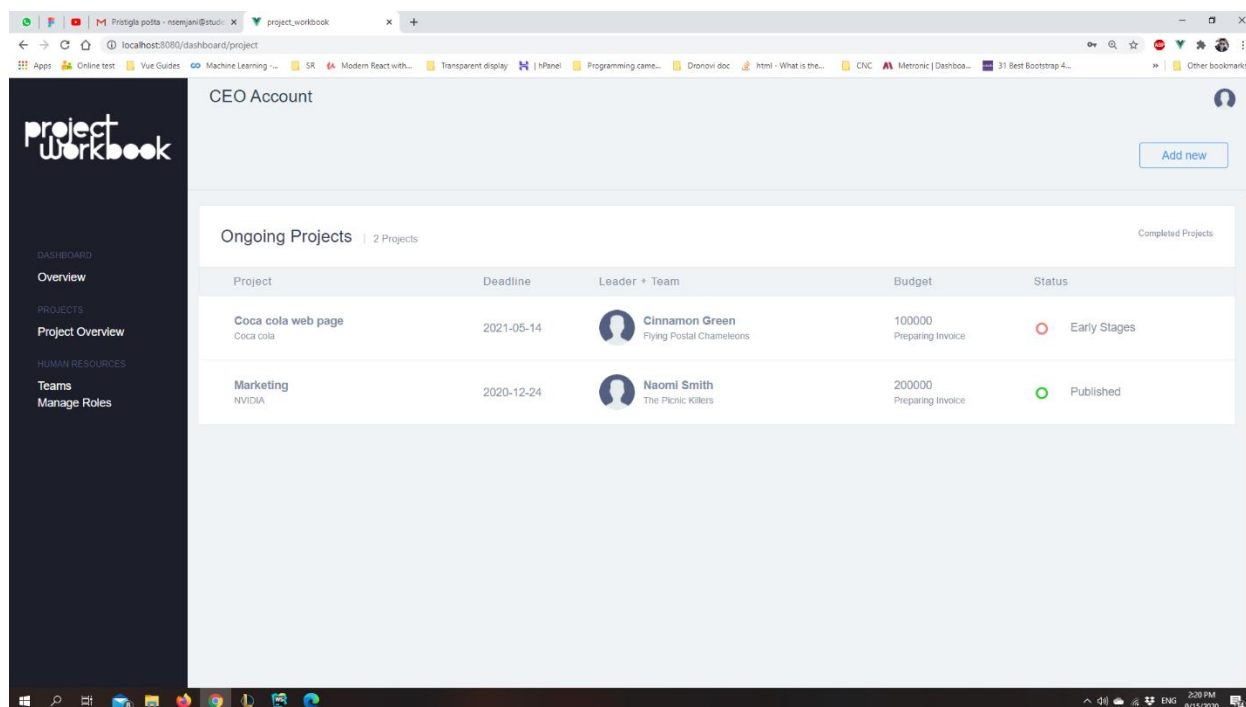 Pristigla pošta - nsemjani@stude
project_workbook
localhost:8080/dashboard/project
Apps
Online test
Vue Guides
Machine Learning -...
SR
Modern React with...
Transparent display
| hPanel
Programming came...
Dronovi doc
html - What is the...
CNC
Metronic | Dashboa...
31 Best Bootstrap 4...
»
Other bookmarks
CEO Account
project
workbook
Add new
Ongoing Projects | 2 Projects
Completed Projects
DASHBOARD
Overview
PROJECTS
Project Overview
HUMAN RESOURCES
Teams
Manage Roles
Project Deadline Leader + Team Budget Status
Coca cola web page
Coca cola
2021-05-14
Cinnamon Green
Flying Postal Chameleons
100000
Preparing Invoice
Early Stages
Marketing
NVIDIA
2020-12-24
Naomi Smith
The Picnic Killers
200000
Preparing Invoice
Published
ENG
2:20 PM
9/15/2020